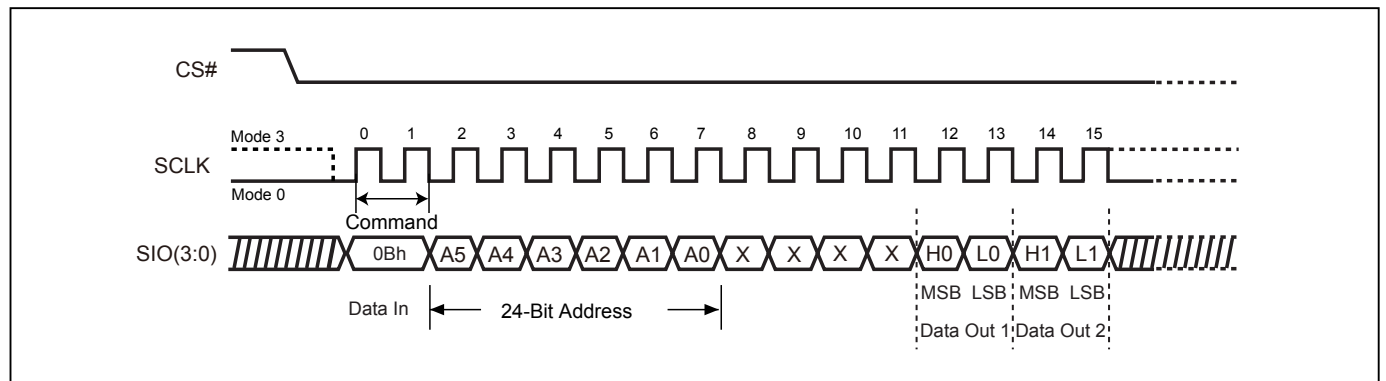 CS#
Mode 3 0 1 2 3 4 5 6 7 8 9 10 11 12 13 14 15
SCLK
Mode 0
Command
SIO(3:0) 0Bh A5 A4 A3 A2 A1 A0 X X X X H0 L0 H1 L1
MSB LSB MSB LSB
Data In 24-Bit Address
Data Out 1 Data Out 2